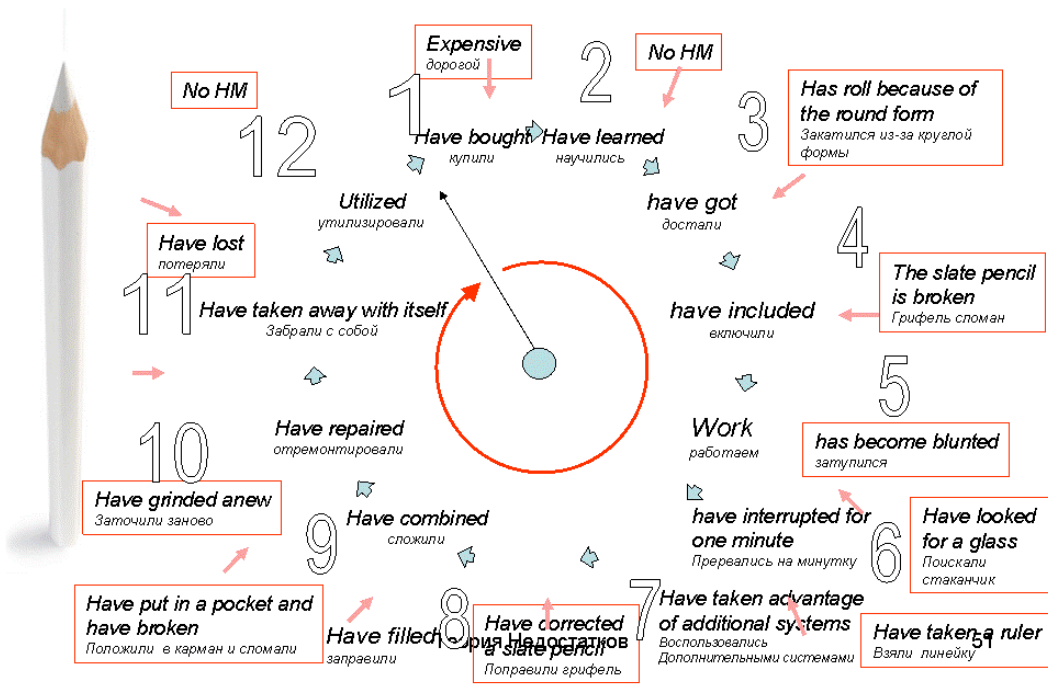 No HM
Expensive
дорогой
No HM
1
2
3
4
5
6
7
8
9
10
11
12
Have bought
купили
Have learned
научились
Has roll because of
the round form
Закатился из-за круглой
формы
have got
достали
The slate pencil
is broken
Грифель сломан
have included
включили
Work
работаем
has become blunted
затупился
have interrupted for
one minute
Прервались на минутку
Have looked
for a glass
Поискали
стаканчик
Have taken advantage
of additional systems
Воспользовались
Дополнительными системами
Have taken a ruler
Взяли линейку
51
Have corrected
a slate pencil
Поправили грифель
Теория Недостатков
Have filled
заправили
Have combined
сложили
Have put in a pocket and
have broken
Положили в карман и сломали
Have repaired
отремонтировали
Have grinded anew
Заточили заново
Have taken away with itself
Забрали с собой
Have lost
потеряли
Utilized
утилизировали